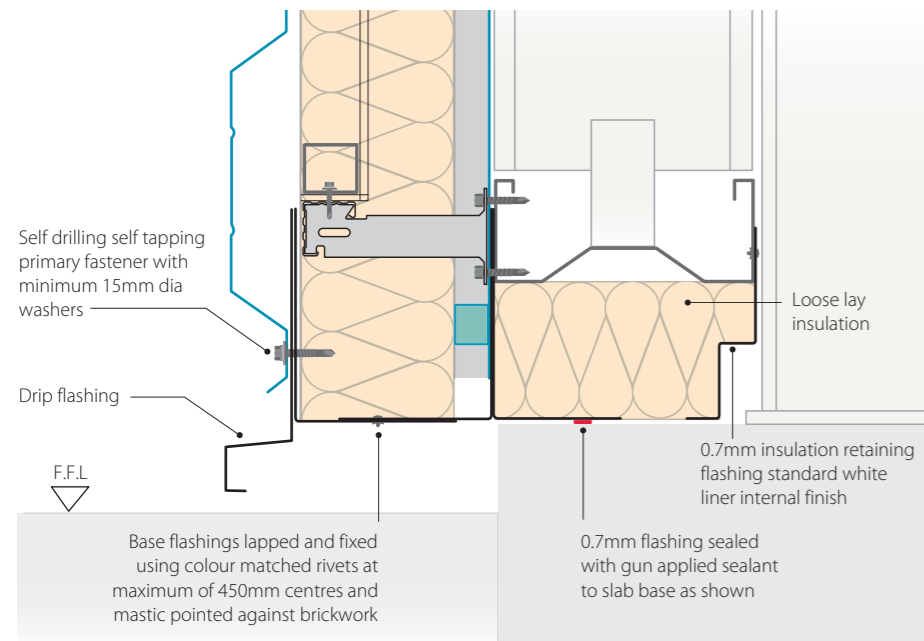 Self drilling self tapping
primary fastener with
minimum 15mm dia
washers
Drip flashing
F.F.L
Base flashings lapped and fixed
using colour matched rivets at
maximum of 450mm centres and
mastic pointed against brickwork
Loose lay
insulation
0.7mm insulation retaining
flashing standard white
liner internal finish
0.7mm flashing sealed
with gun applied sealant
to slab base as shown